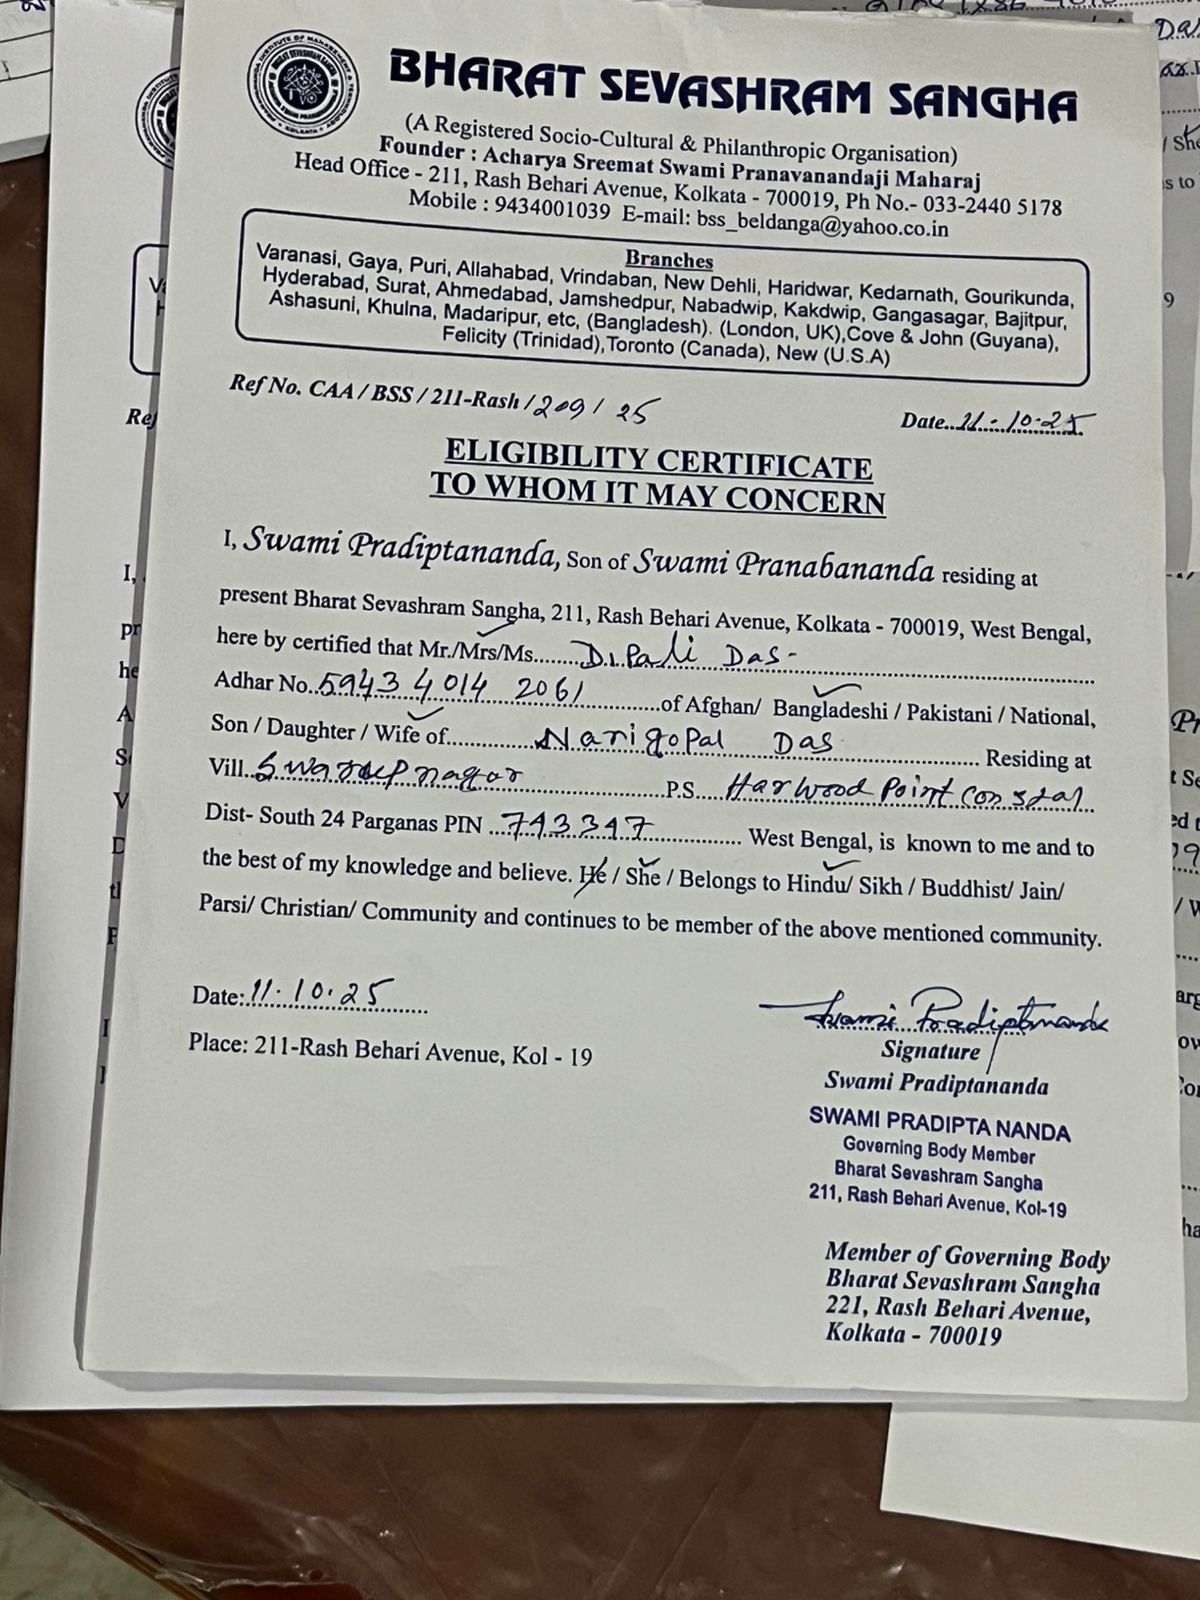 BHARAT SEVASHRAM SANGHA
(A Registered Socio-Cultural & Philanthropic Organisation)
Founder : Acharya Sreemat Swami Pranavanandaji Maharaj
Head Office - 211, Rash Behari Avenue, Kolkata - 700019, Ph No.- 033-2440 5178
Mobile : 9434001039 E-mail: bss_beldanga@yahoo.co.in
Branches
Varanasi, Gaya, Puri, Allahabad, Vrindaban, New Dehli, Haridwar, Kedarnath, Gourikunda,
Hyderabad, Surat, Ahmedabad, Jamshedpur, Nabadwip, Kakdwip, Gangasagar, Bajitpur,
Ashasuni, Khulna, Madaripur, etc, (Bangladesh). (London, UK),Cove & John (Guyana),
Felicity (Trinidad),Toronto (Canada), New (U.S.A)
Ref No. CAA / BSS / 211-Rash / 209 / 25
Date..11.-.10.25
ELIGIBILITY CERTIFICATE
TO WHOM IT MAY CONCERN
I, Swami Pradiptananda, Son of Swami Pranabananda residing at
present Bharat Sevashram Sangha, 211, Rash Behari Avenue, Kolkata - 700019, West Bengal,
here by certified that Mr./Mrs/Ms........Dipali Das-
Adhar No..5943 4014 2061 of Afghan/ Bangladeshi / Pakistani / National,
Son / Daughter / Wife of.............Narigopal Das Residing at
Vill..Swarupnagar P.S....Harwood Point Constal
Dist- South 24 Parganas PIN ...743347 West Bengal, is known to me and to
the best of my knowledge and believe. He / She / Belongs to Hindu/ Sikh / Buddhist/ Jain/
Parsi/ Christian/ Community and continues to be member of the above mentioned community.
Date:11.10.25
Place: 211-Rash Behari Avenue, Kol - 19
Swami Pradiptananda
Signature
Swami Pradiptananda
SWAMI PRADIPTA NANDA
Governing Body Member
Bharat Sevashram Sangha
211, Rash Behari Avenue, Kol-19
Member of Governing Body
Bharat Sevashram Sangha
221, Rash Behari Avenue,
Kolkata - 700019